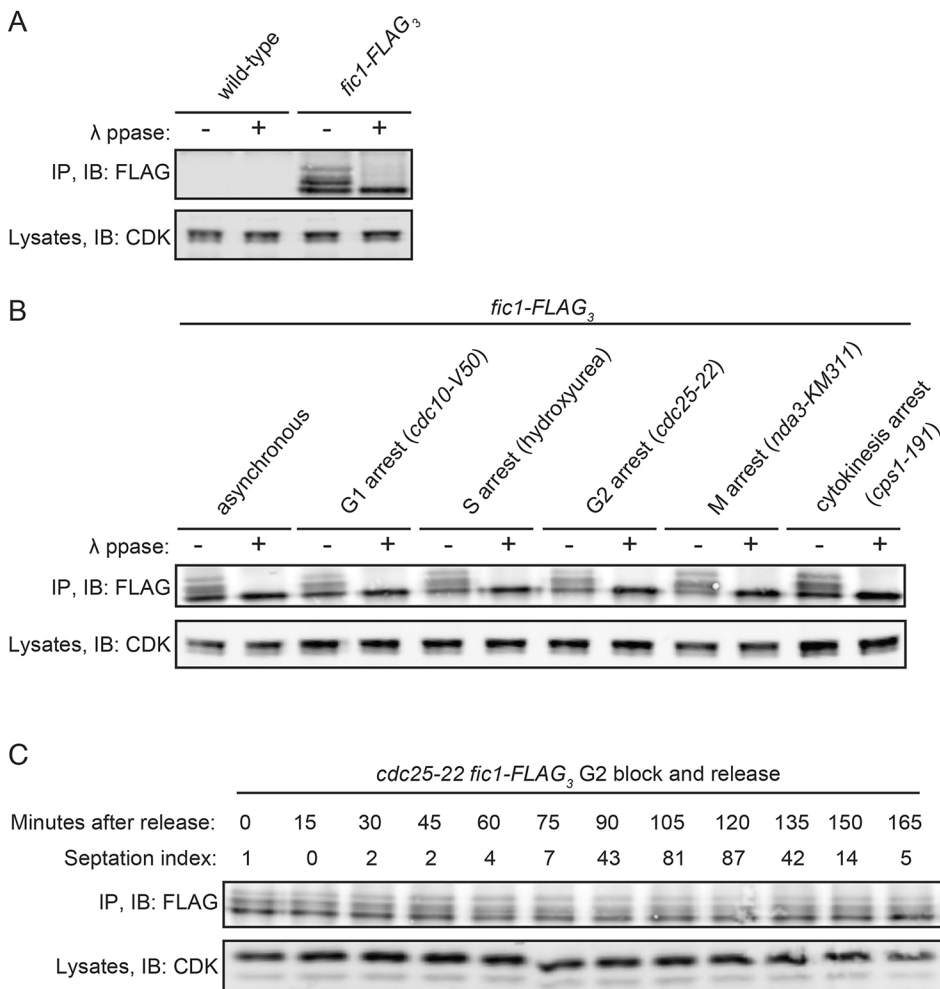 A
wild-type
fic1-FLAG3
λ ppase: - + - +
IP, IB: FLAG
Lysates, IB: CDK
B
fic1-FLAG3
asynchronous
G1 arrest (cdc10-V50)
S arrest (hydroxyurea)
G2 arrest (cdc25-22)
M arrest (nda3-KM311)
cytokinesis arrest
(cps1-191)
λ ppase: - + - + - + - + - + - +
IP, IB: FLAG
Lysates, IB: CDK
C
cdc25-22 fic1-FLAG3 G2 block and release
Minutes after release: 0 15 30 45 60 75 90 105 120 135 150 165
Septation index: 1 0 2 2 4 7 43 81 87 42 14 5
IP, IB: FLAG
Lysates, IB: CDK